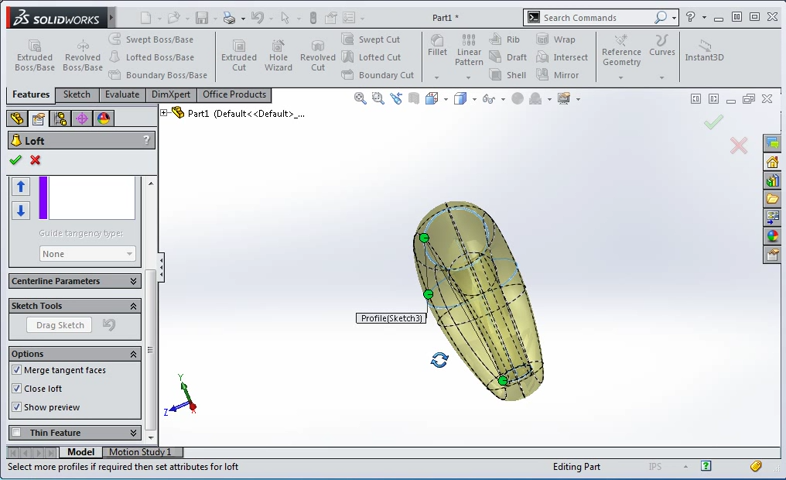 SOLIDWORKS
Part1 *
Search Commands
Extruded Boss/Base
Revolved Boss/Base
Swept Boss/Base
Lofted Boss/Base
Boundary Boss/Base
Extruded Cut
Hole Wizard
Revolved Cut
Swept Cut
Lofted Cut
Boundary Cut
Fillet
Linear Pattern
Rib
Draft
Shell
Wrap
Intersect
Mirror
Reference Geometry
Curves
Instant3D
Features
Sketch
Evaluate
DimXpert
Office Products
Part1 (Default<<Default>_...
Loft
?
Guide tangency type:
None
Centerline Parameters
Sketch Tools
Drag Sketch
Options
Merge tangent faces
Close loft
Show preview
Thin Feature
Profile(Sketch3)
Y
Z
X
Model
Motion Study 1
Select more profiles if required then set attributes for loft
Editing Part
IPS
?